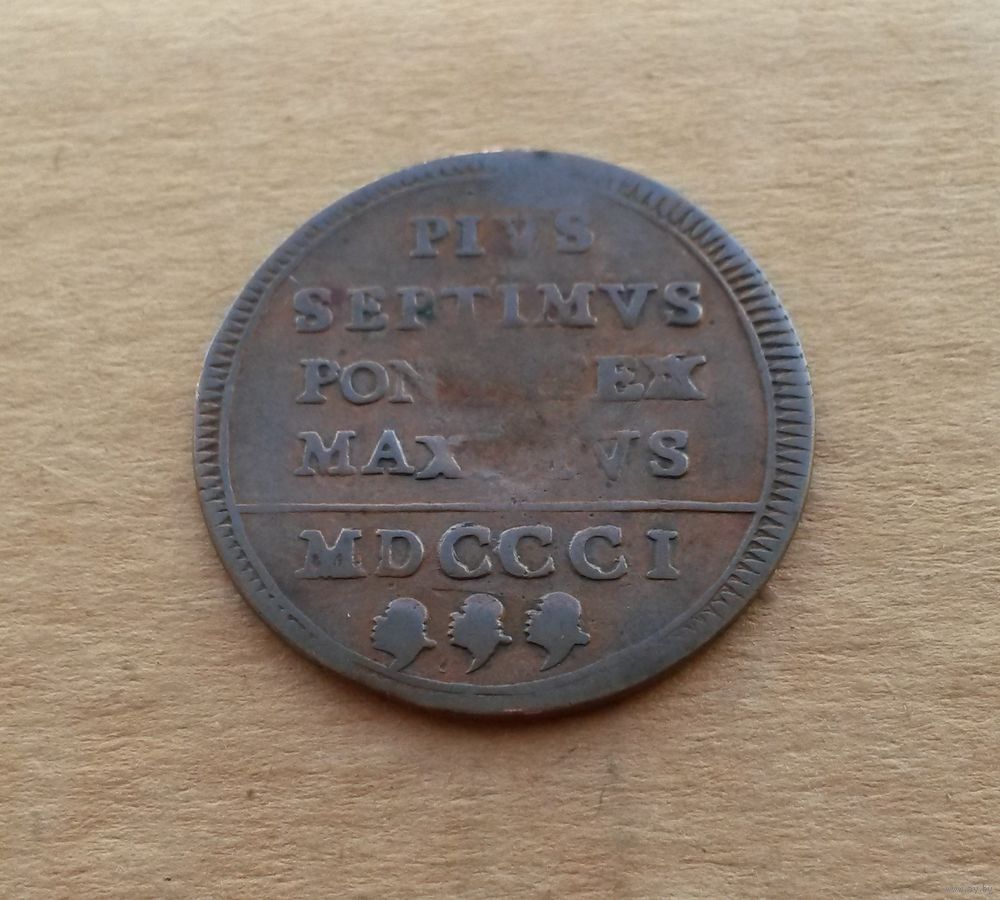 PIVS
SEPTIMVS
PON EX
MAX VS
MDCCCI